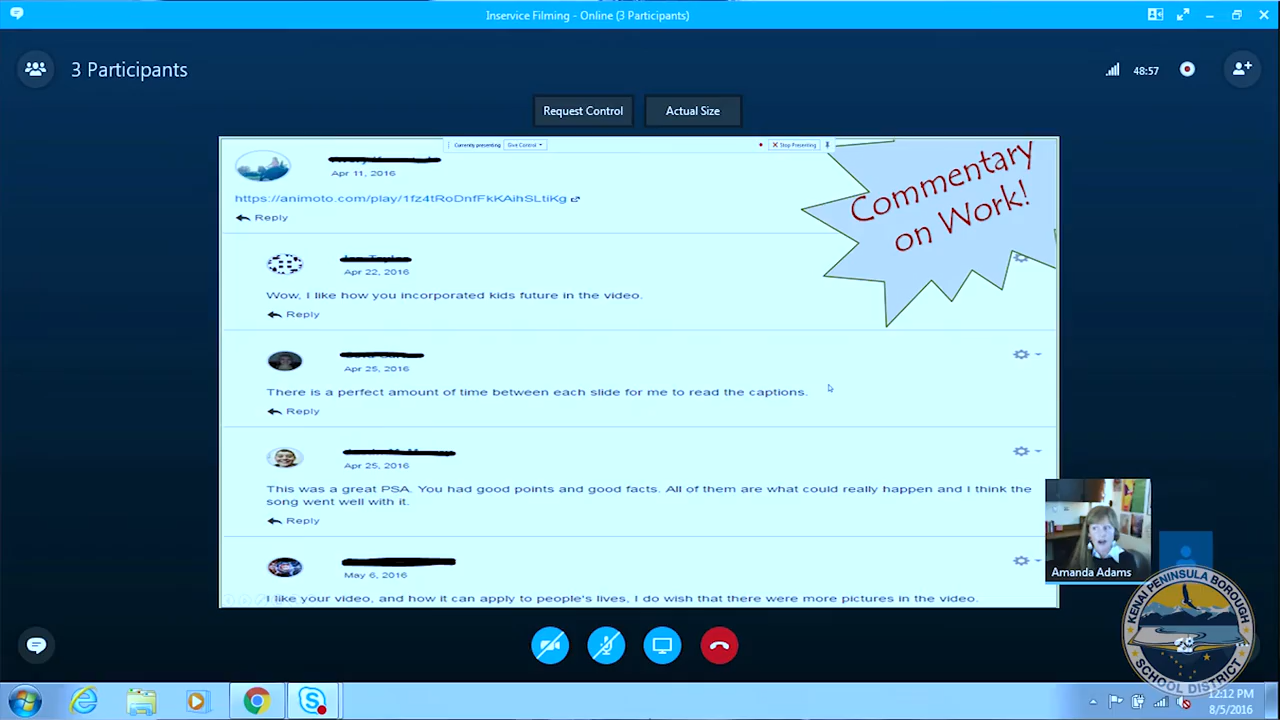 Inservice Filming - Online (3 Participants)
3 Participants
48:57
Request Control
Actual Size
Currently presenting
Give Control
Stop Presenting
Commentary
on Work!
Apr 11, 2016
https://animoto.com/play/1fz4tRoDnfFkKAihSLtiKg
Reply
Apr 22, 2016
Wow, I like how you incorporated kids future in the video.
Reply
Apr 25, 2016
There is a perfect amount of time between each slide for me to read the captions.
Reply
Apr 25, 2016
This was a great PSA. You had good points and good facts. All of them are what could really happen and I think the
song went well with it.
Reply
May 6, 2016
I like your video, and how it can apply to people's lives, I do wish that there were more pictures in the video.
Amanda Adams
KENAI PENINSULA BOROUGH
SCHOOL DISTRICT
12:12 PM
8/5/2016